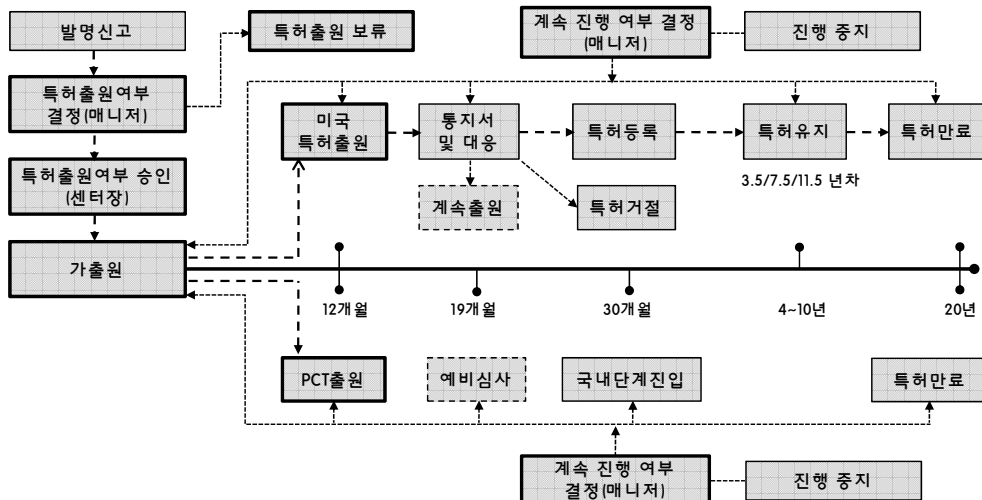 발명신고
특허출원 보류
계속 진행 여부 결정
(매니저)
진행 중지
특허출원여부
결정(매니저)
미국
특허출원
통지서
및 대응
특허등록
특허유지
특허만료
특허출원여부 승인
(센터장)
3.5/7.5/11.5 년차
계속출원
특허거절
가출원
12개월
19개월
30개월
4~10년
20년
PCT출원
예비심사
국내단계진입
특허만료
계속 진행 여부
결정(매니저)
진행 중지